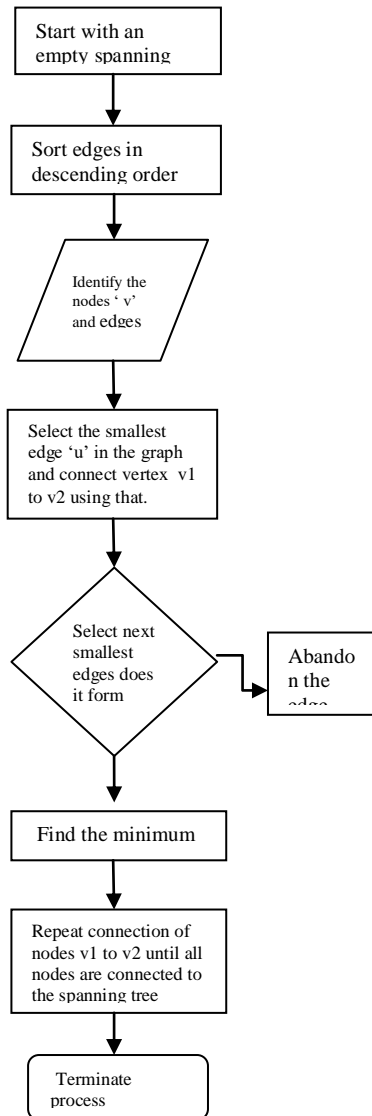 Start with an
empty spanning
Sort edges in
descending order
Identify the
nodes ‘ v’
and edges
Select the smallest
edge ‘u’ in the graph
and connect vertex v1
to v2 using that.
Select next
smallest
edges does
it form
Abando
n the
edge
Find the minimum
Repeat connection of
nodes v1 to v2 until all
nodes are connected to
the spanning tree
Terminate
process